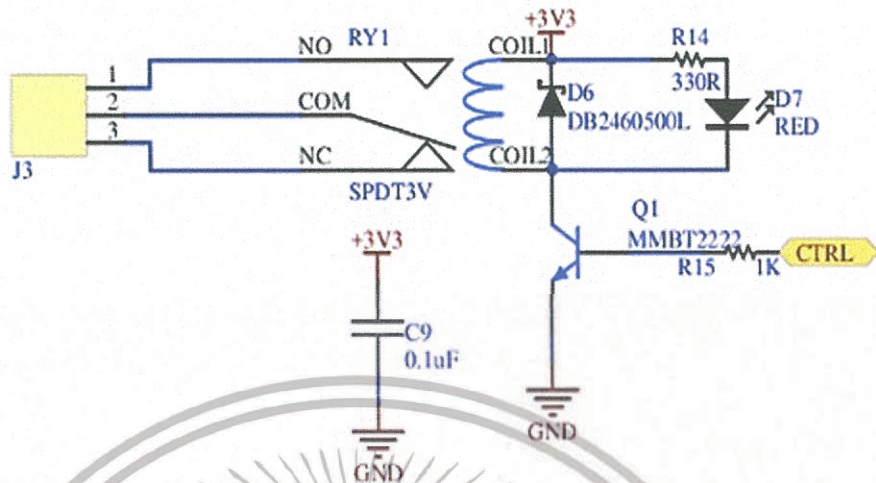 +3V3
NO
RY1
COIL1
R14
330R
1
2
3
COM
D6
DB2460500L
D7
RED
NC
COIL2
J3
SPDT3V
Q1
MMBT2222
R15
1K
CTRL
+3V3
C9
0.1uF
GND
GND